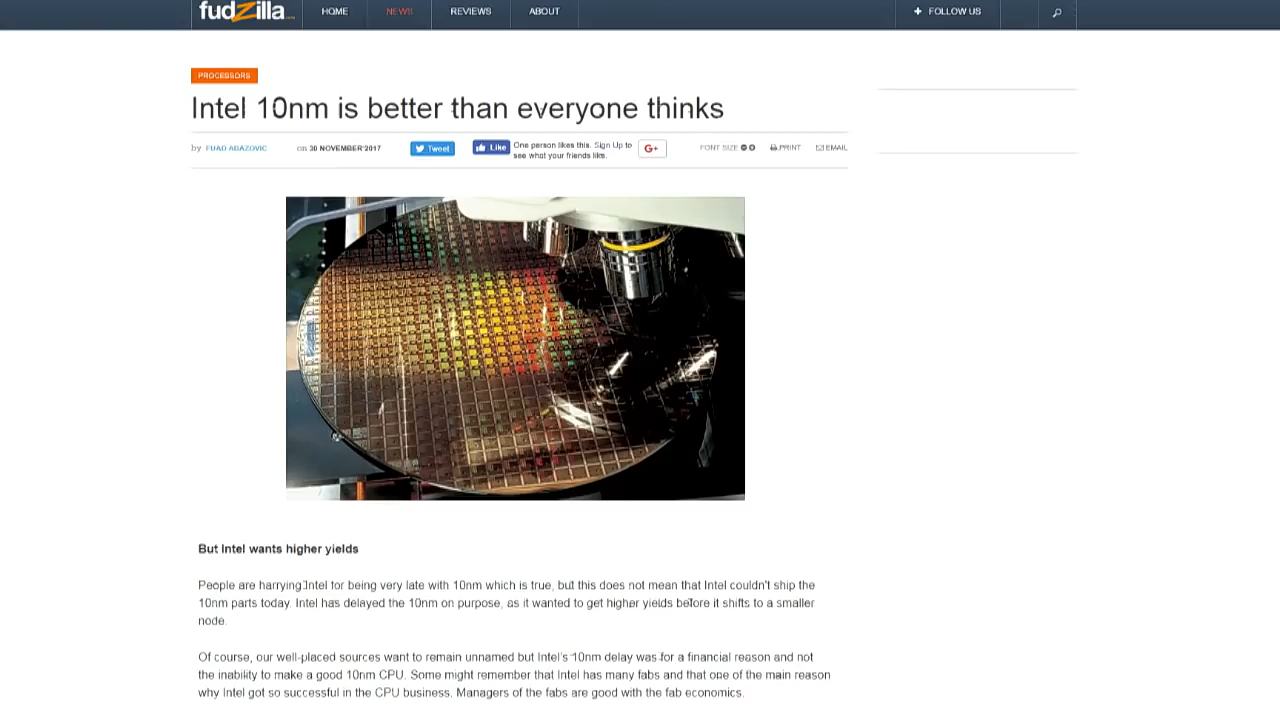 fudzilla.com HOME NEWS REVIEWS ABOUT + FOLLOW US
PROCESSORS
Intel 10nm is better than everyone thinks
by FUAD ABAZOVIC on 30 NOVEMBER 2017 Tweet Like One person likes this. Sign Up to G+ FONT SIZE PRINT EMAIL
see what your friends like.
But Intel wants higher yields
People are harrying Intel for being very late with 10nm which is true, but this does not mean that Intel couldn't ship the
10nm parts today. Intel has delayed the 10nm on purpose, as it wanted to get higher yields before it shifts to a smaller
node.
Of course, our well-placed sources want to remain unnamed but Intel's 10nm delay was for a financial reason and not
the inability to make a good 10nm CPU. Some might remember that Intel has many fabs and that one of the main reason
why Intel got so successful in the CPU business. Managers of the fabs are good with the fab economics.